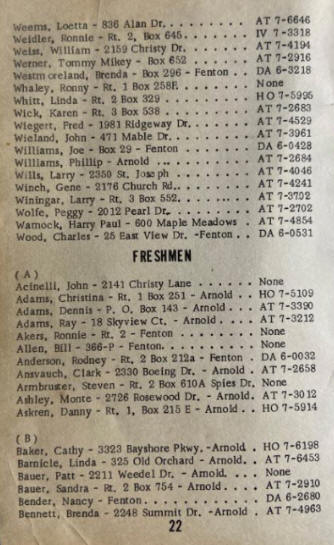 Weems, Loetta - 836 Alan Dr. . . . . . . . . . AT 7-6646
Weidler, Ronnie - Rt. 2, Box 645. . . . . . . IV 7-3318
Weist, William - 2159 Christy Dr. . . . . . . . AT 7-4194
Werner, Tommy Mikey - Box 652 . . . . . . . AT 7-2916
Westmoreland, Brenda - Box 296 - Fenton . . DA 6-3218
Whaley, Ronny - Rt. 1 Box 258F. . . . . . . . None
Whitt, Linda - Rt. 2 Box 329 . . . . . . . . . HO 7-5995
Wick, Karen - Rt. 3 Box 538 . . . . . . . . . AT 7-2683
Wiegert, Fred - 1981 Ridgeway Dr. . . . . . . AT 7-4529
Wieland, John - 471 Mable Dr. . . . . . . . . AT 7-3961
Williams, Joe - Box 29 - Fenton . . . . . . . DA 6-0428
Williams, Phillip - Arnold . . . . . . . . . . AT 7-2684
Wills, Larry - 2350 St. Joseph . . . . . . . . AT 7-4046
Winch, Gene - 2176 Church Rd. . . . . . . . . AT 7-4241
Winingar, Larry - Rt. 3 Box 552. . . . . . . . AT 7-3702
Wolfe, Peggy - 2012 Pearl Dr. . . . . . . . . AT 7-2702
Warnock, Harry Paul - 600 Maple Meadows . AT 7-4854
Wood, Charles - 25 East View Dr. -Fenton . . DA 6-0531
FRESHMEN
( A )
Acinelli, John - 2141 Christy Lane . . . . . . None
Adams, Christina - Rt. 1 Box 251 - Arnold . . HO 7-5109
Adams, Dennis - P. O. Box 143 - Arnold . . . AT 7-3390
Adams, Ray - 18 Skyview Ct. - Arnold . . . . AT 7-3212
Akers, Ronnie - Rt. 2 - Fenton . . . . . . . . None
Allen, Bill - 366-P - Fenton. . . . . . . . . . None
Anderson, Rodney - Rt. 2 Box 212a - Fenton . DA 6-0032
Ansvauch, Clark - 2330 Boeing Dr. - Arnold . AT 7-2658
Armbruster, Steven - Rt. 2 Box 610A Spies Dr. None
Ashley, Monte - 2726 Rosewood Dr. - Arnold. AT 7-3012
Askren, Danny - Rt. 1, Box 215 E - Arnold . . HO 7-5914
( B )
Baker, Cathy - 3323 Bayshore Pkwy, -Arnold . HO 7-6198
Barnicle, Linda - 325 Old Orchard - Arnold. . AT 7-6453
Bauer, Patt - 2211 Weedel Dr. - Arnold. . . . None
Bauer, Sandra - Rt. 2 Box 754 - Arnold. . . . AT 7-2910
Bender, Nancy - Fenton. . . . . . . . . . . . DA 6-2680
Bennett, Brenda - 2248 Summit Dr. -Arnold . AT 7-4963
22